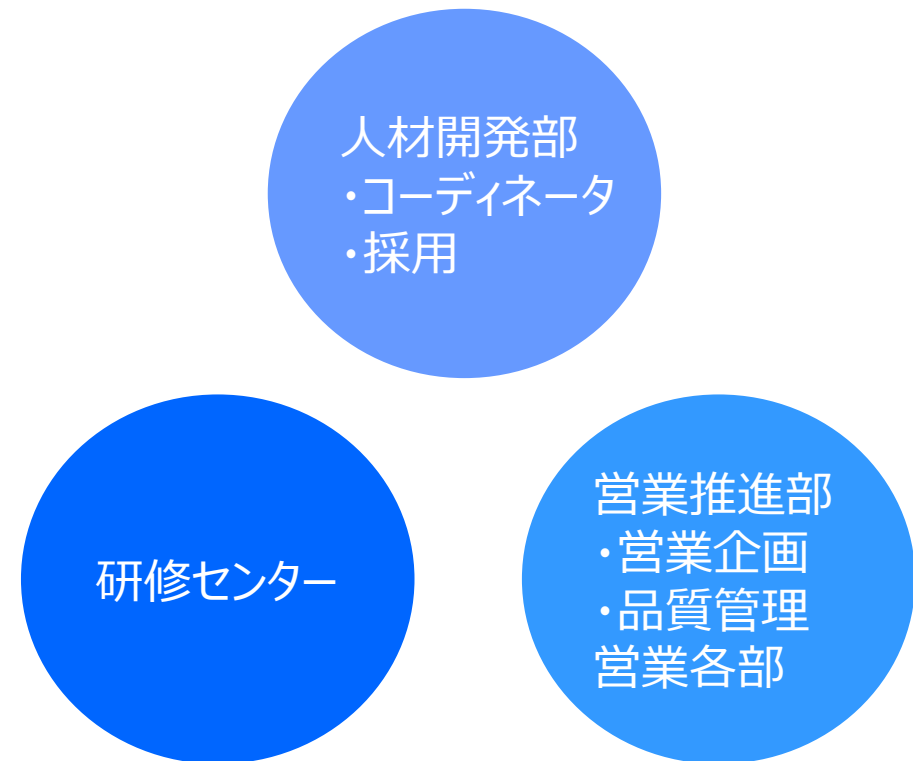 人材開発部
・コーディネータ
・採用
研修センター
営業推進部
・営業企画
・品質管理
営業各部